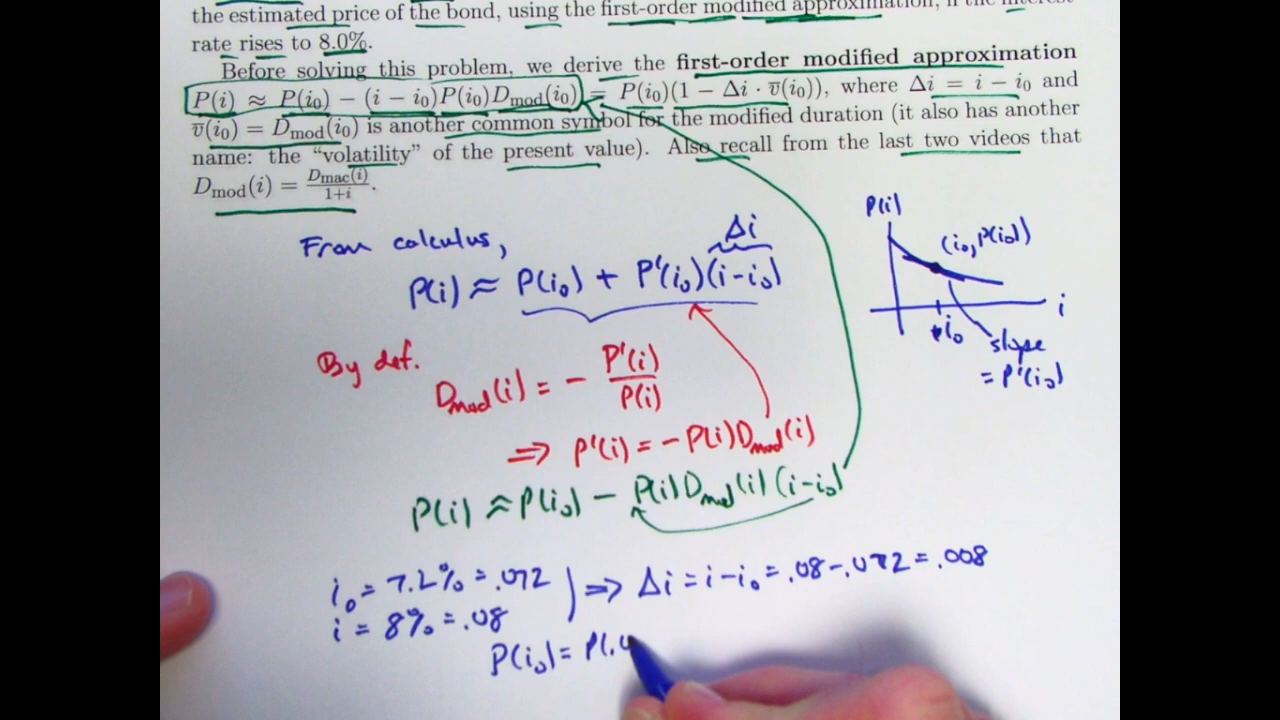 the estimated price of the bond, using the first-order modified approximation, if the interest
rate rises to 8.0%.
Before solving this problem, we derive the first-order modified approximation
P(i) ≈ P(i₀) − (i − i₀)P(i₀)D_mod(i₀) = P(i₀)(1 − Δi · v̅(i₀)), where Δi = i − i₀ and
v̅(i₀) = D_mod(i₀) is another common symbol for the modified duration (it also has another
name: the “volatility” of the present value). Also recall from the last two videos that
D_mod(i) = D_mac(i)/1+i.
From calculus,
Δi
P(i) ≈ P(i₀) + P'(i₀)(i-i₀)
P(i)
(i₀, P(i₀))
i
i₀
slope
= P'(i₀)
By def.
D_mod(i) = − P'(i)/P(i)
⇒ P'(i) = −P(i)D_mod(i)
P(i) ≈ P(i₀) − P(i)D_mod(i)(i-i₀)
i₀ = 7.2% = .072
i = 8% = .08
⇒ Δi = i-i₀ = .08-.072 = .008
P(i₀) = P(.0